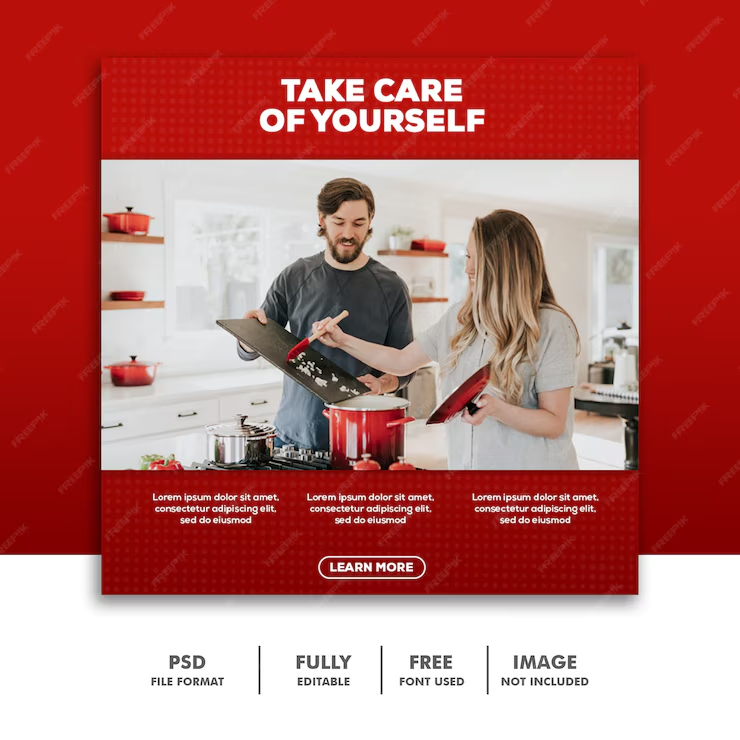 TAKE CARE
OF YOURSELF
Lorem ipsum dolor sit amet,
consectetur adipiscing elit,
sed do eiusmod
Lorem ipsum dolor sit amet,
consectetur adipiscing elit,
sed do eiusmod
Lorem ipsum dolor sit amet,
consectetur adipiscing elit,
sed do eiusmod
LEARN MORE
PSD
FILE FORMAT
FULLY
EDITABLE
FREE
FONT USED
IMAGE
NOT INCLUDED
FREEPIK